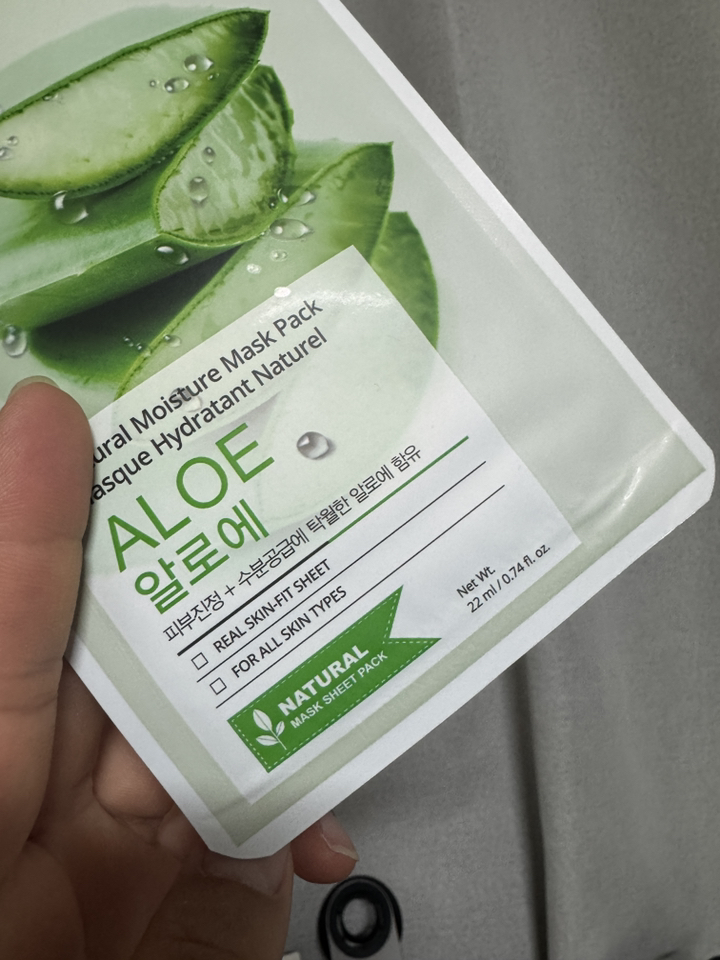 Moisture Mask Pack
Hydratant Naturel
ALOE
알로에
피부진정 + 수분공급에 탁월한 알로에 함유
REAL SKIN-FIT SHEET
FOR ALL SKIN TYPES
Net Wt.
22 ml / 0.74 fl. oz.
NATURAL
MASK SHEET PACK